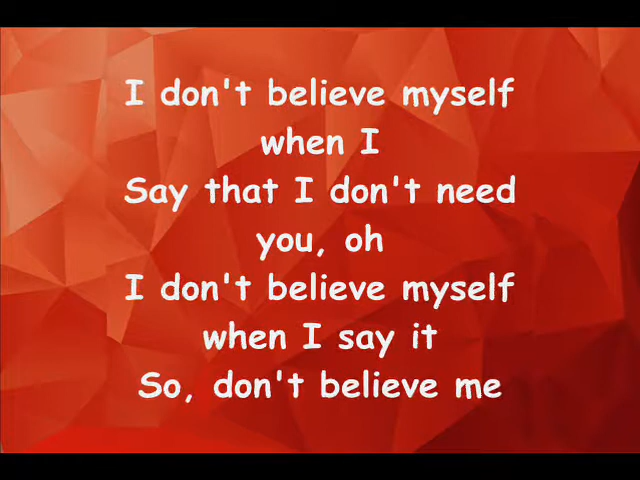 I don't believe myself
when I
Say that I don't need
you, oh
I don't believe myself
when I say it
So, don't believe me